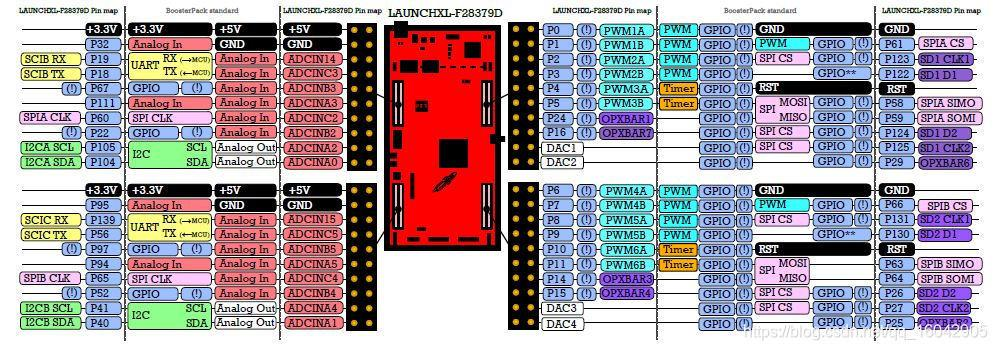 LAUNCHXL-F28379D Pin map BoosterPack standard LAUNCHXL-F28379D Pin map LAUNCHXL-F28379D LAUNCHXL-F28379D Pin map BoosterPack standard LAUNCHXL-F28379D Pin map
+3.3V +3.3V +5V +5V P0 (!) PWM1A PWM GPIO (!) GND GND
P32 Analog In GND GND P1 (!) PWM1B PWM GPIO (!) PWM GPIO (!) P61 SPIA CS
SCIB RX P19 UART RX (→MCU) Analog In ADCIN14 P2 (!) PWM2A PWM GPIO (!) SPI CS GPIO (!) P123 SD1 CLK1
SCIB TX P18 TX (←MCU) Analog In ADCINC3 P3 (!) PWM2B PWM GPIO (!) GPIO** P122 SD1 D1
(!) P67 GPIO (!) Analog In ADCINB3 P4 (!) PWM3A Timer GPIO (!) RST RST
P111 Analog In Analog In ADCINA3 P5 (!) PWM3B Timer GPIO (!) SPI MOSI GPIO (!) P58 SPIA SIMO
SPIA CLK P60 SPI CLK Analog In ADCINC2 P24 (!) OPXBAR1 GPIO (!) MISO GPIO (!) P59 SPIA SOMI
(!) P22 GPIO (!) Analog In ADCINB2 P16 (!) OPXBAR7 GPIO (!) SPI CS GPIO (!) P124 SD1 D2
I2CA SCL P105 I2C SCL Analog Out ADCINA2 DAC1 GPIO (!) SPI CS GPIO (!) P125 SD1 CLK2
I2CA SDA P104 SDA Analog Out ADCINA0 DAC2 GPIO (!) GPIO (!) P29 OPXBAR6
+3.3V +3.3V +5V +5V P6 (!) PWM4A PWM GPIO (!) GND GND
P95 Analog In GND GND P7 (!) PWM4B PWM GPIO (!) PWM GPIO (!) P66 SPIB CS
SCIC RX P139 UART RX (→MCU) Analog In ADCIN15 P8 (!) PWM5A PWM GPIO (!) SPI CS GPIO (!) P131 SD2 CLK1
SCIC TX P56 TX (←MCU) Analog In ADCINC5 P9 (!) PWM5B PWM GPIO (!) GPIO** P130 SD2 D1
(!) P97 GPIO (!) Analog In ADCINB5 P10 (!) PWM6A Timer GPIO (!) RST RST
P94 Analog In Analog In ADCINA5 P11 (!) PWM6B Timer GPIO (!) SPI MOSI GPIO (!) P63 SPIB SIMO
SPIB CLK P65 SPI CLK Analog In ADCINC4 P14 (!) OPXBAR3 GPIO (!) MISO GPIO (!) P64 SPIB SOMI
(!) P52 GPIO (!) Analog In ADCINB4 P15 (!) OPXBAR4 GPIO (!) SPI CS GPIO (!) P26 SD2 D2
I2CB SCL P41 I2C SCL Analog Out ADCINA4 DAC3 GPIO (!) SPI CS GPIO (!) P27 SD2 CLK2
I2CB SDA P40 SDA Analog Out ADCINA1 DAC4 GPIO (!) GPIO (!) P25 OPXBAR2
https://blog.csdn.net/qq_16042905